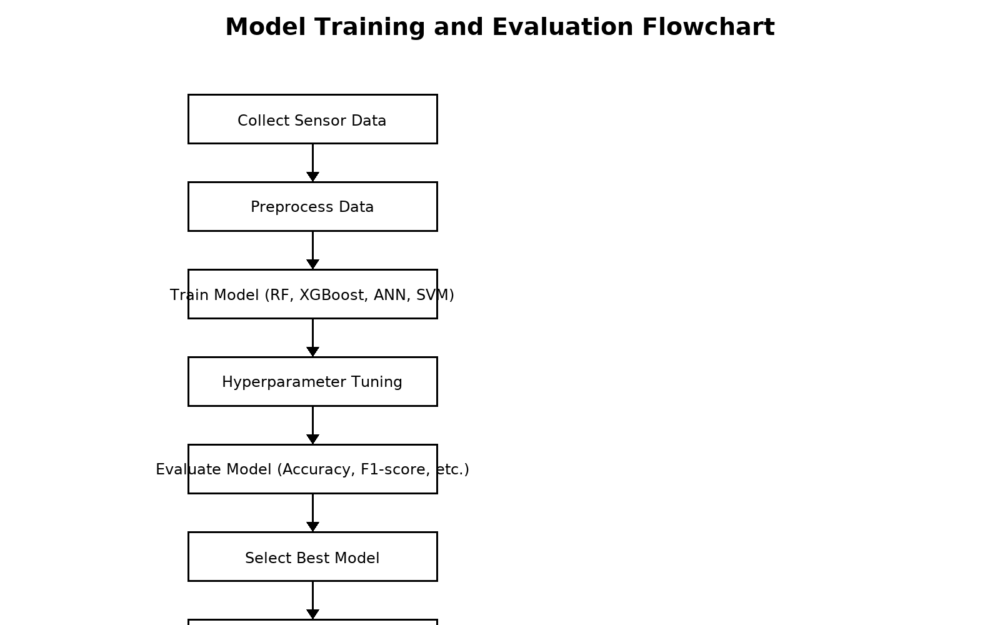 Model Training and Evaluation Flowchart
Collect Sensor Data
Preprocess Data
Train Model (RF, XGBoost, ANN, SVM)
Hyperparameter Tuning
Evaluate Model (Accuracy, F1-score, etc.)
Select Best Model